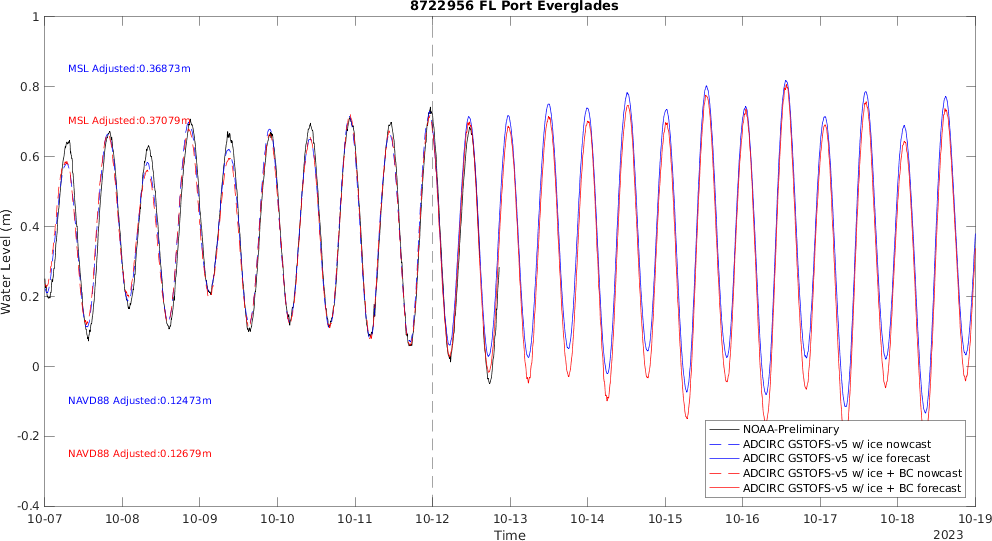 8722956 FL Port Everglades
1
0.8
0.6
0.4
0.2
0
-0.2
-0.4
Water Level (m)
MSL Adjusted:0.36873m
MSL Adjusted:0.37079m
NAVD88 Adjusted:0.12473m
NAVD88 Adjusted:0.12679m
NOAA-Preliminary
ADCIRC GSTOFS-v5 w/ ice nowcast
ADCIRC GSTOFS-v5 w/ ice forecast
ADCIRC GSTOFS-v5 w/ ice + BC nowcast
ADCIRC GSTOFS-v5 w/ ice + BC forecast
10-07 10-08 10-09 10-10 10-11 10-12 10-13 10-14 10-15 10-16 10-17 10-18 10-19
Time
2023